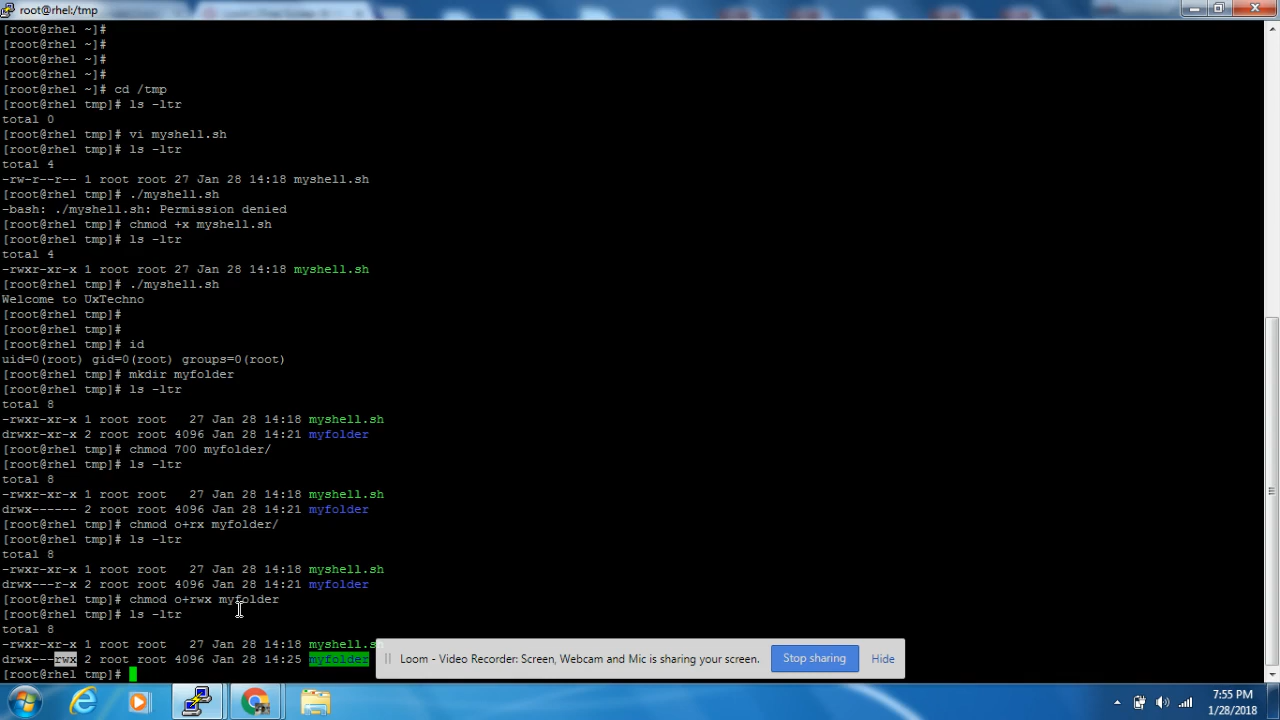 root@rhel:/tmp
[root@rhel ~]#
[root@rhel ~]#
[root@rhel ~]#
[root@rhel ~]#
[root@rhel ~]# cd /tmp
[root@rhel tmp]# ls -ltr
total 0
[root@rhel tmp]# vi myshell.sh
[root@rhel tmp]# ls -ltr
total 4
-rw-r--r-- 1 root root 27 Jan 28 14:18 myshell.sh
[root@rhel tmp]# ./myshell.sh
-bash: ./myshell.sh: Permission denied
[root@rhel tmp]# chmod +x myshell.sh
[root@rhel tmp]# ls -ltr
total 4
-rwxr-xr-x 1 root root 27 Jan 28 14:18 myshell.sh
[root@rhel tmp]# ./myshell.sh
Welcome to UxTechno
[root@rhel tmp]#
[root@rhel tmp]#
[root@rhel tmp]# id
uid=0(root) gid=0(root) groups=0(root)
[root@rhel tmp]# mkdir myfolder
[root@rhel tmp]# ls -ltr
total 8
-rwxr-xr-x 1 root root   27 Jan 28 14:18 myshell.sh
drwxr-xr-x 2 root root 4096 Jan 28 14:21 myfolder
[root@rhel tmp]# chmod 700 myfolder/
[root@rhel tmp]# ls -ltr
total 8
-rwxr-xr-x 1 root root   27 Jan 28 14:18 myshell.sh
drwx------ 2 root root 4096 Jan 28 14:21 myfolder
[root@rhel tmp]# chmod o+rx myfolder/
[root@rhel tmp]# ls -ltr
total 8
-rwxr-xr-x 1 root root   27 Jan 28 14:18 myshell.sh
drwx---r-x 2 root root 4096 Jan 28 14:21 myfolder
[root@rhel tmp]# chmod o+rwx myfolder
[root@rhel tmp]# ls -ltr
total 8
-rwxr-xr-x 1 root root   27 Jan 28 14:18 myshell.sh
drwx---rwx 2 root root 4096 Jan 28 14:25 myfolder
[root@rhel tmp]#
Loom - Video Recorder: Screen, Webcam and Mic is sharing your screen.
Stop sharing
Hide
7:55 PM
1/28/2018